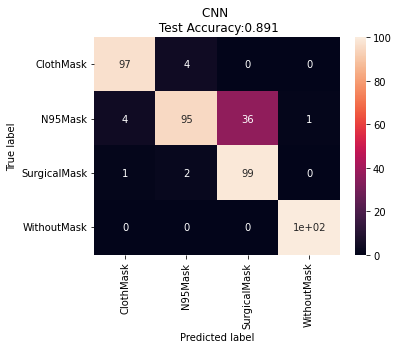 CNN
Test Accuracy:0.891
ClothMask 97 4 0 0
N95Mask 4 95 36 1
SurgicalMask 1 2 99 0
WithoutMask 0 0 0 1e+02
ClothMask N95Mask SurgicalMask WithoutMask
True label
Predicted label
100
80
60
40
20
0